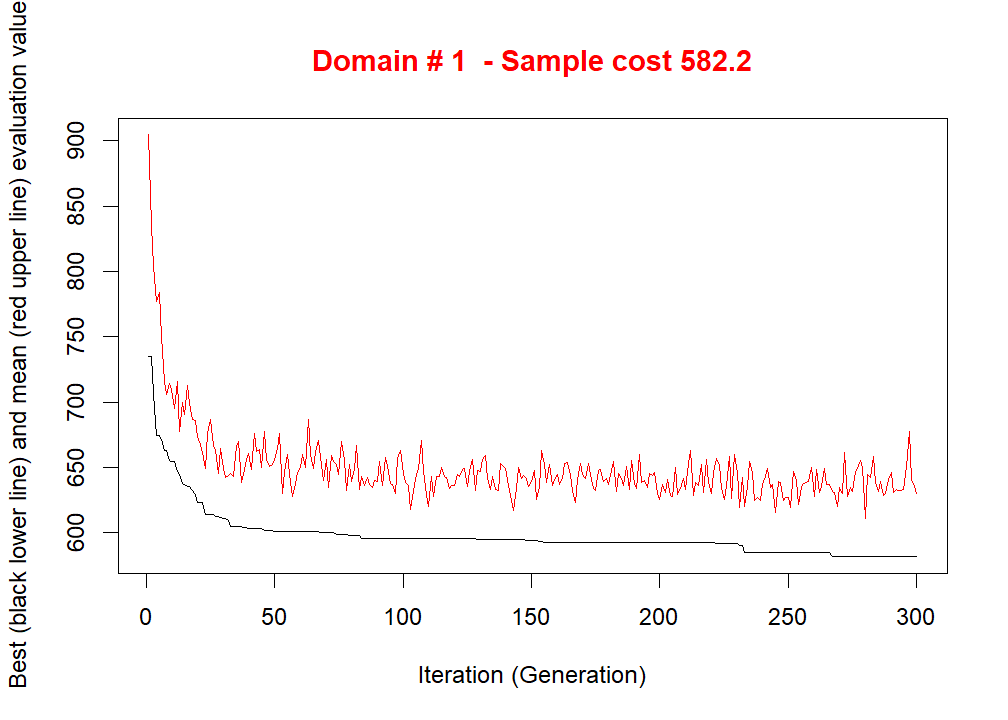 Domain # 1  - Sample cost 582.2
Best (black lower line) and mean (red upper line) evaluation value
900
850
800
750
700
650
600
0 50 100 150 200 250 300
Iteration (Generation)